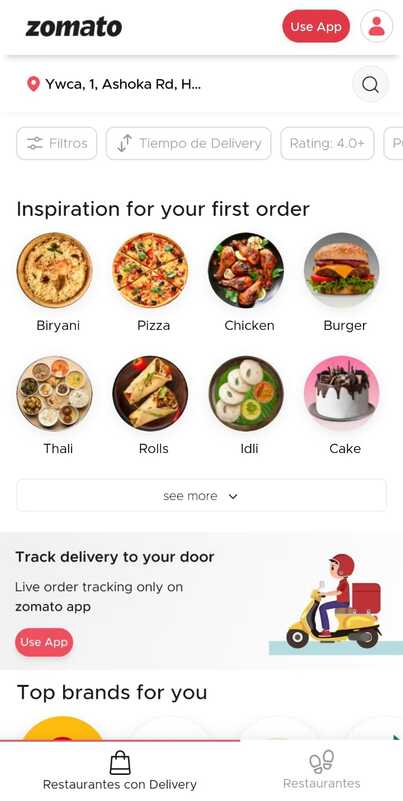 zomato
Use App
Ywca, 1, Ashoka Rd, H...
Filtros
Tiempo de Delivery
Rating: 4.0+
Inspiration for your first order
Biryani
Pizza
Chicken
Burger
Thali
Rolls
Idli
Cake
see more
Track delivery to your door
Live order tracking only on
zomato app
Use App
Top brands for you
Restaurantes con Delivery
Restaurantes